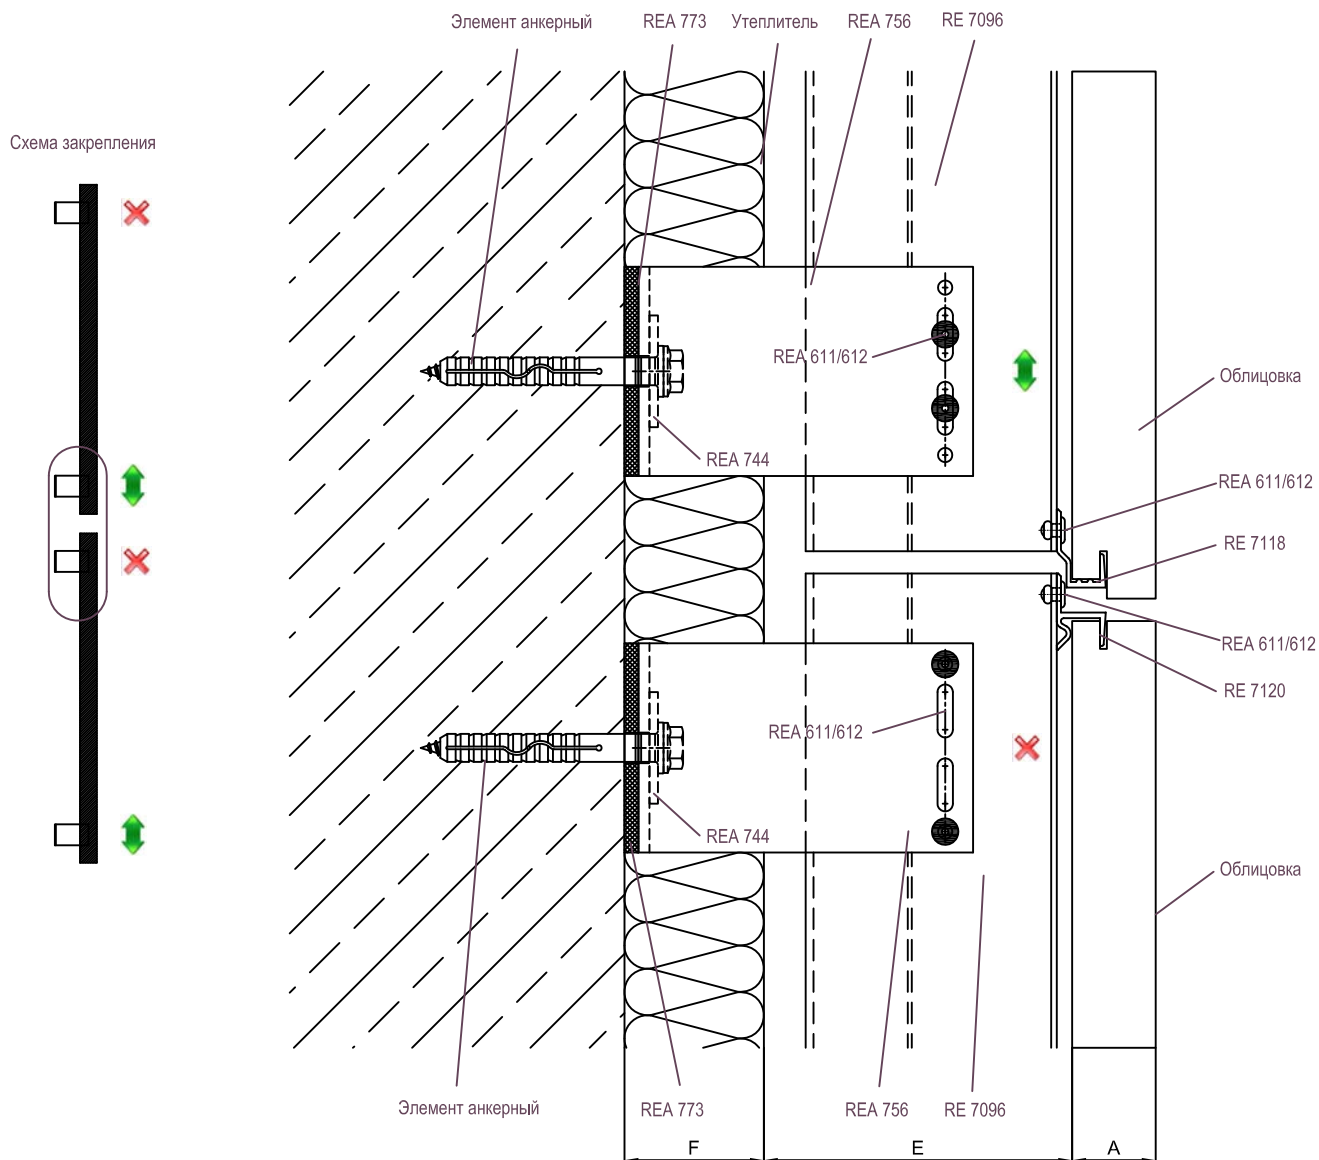 Элемент анкерный
REA 773
Утеплитель
REA 756
RE 7096
Схема закрепления
REA 611/612
Облицовка
REA 744
REA 611/612
RE 7118
REA 611/612
RE 7120
REA 611/612
REA 744
Облицовка
Элемент анкерный
REA 773
REA 756
RE 7096
F
E
A